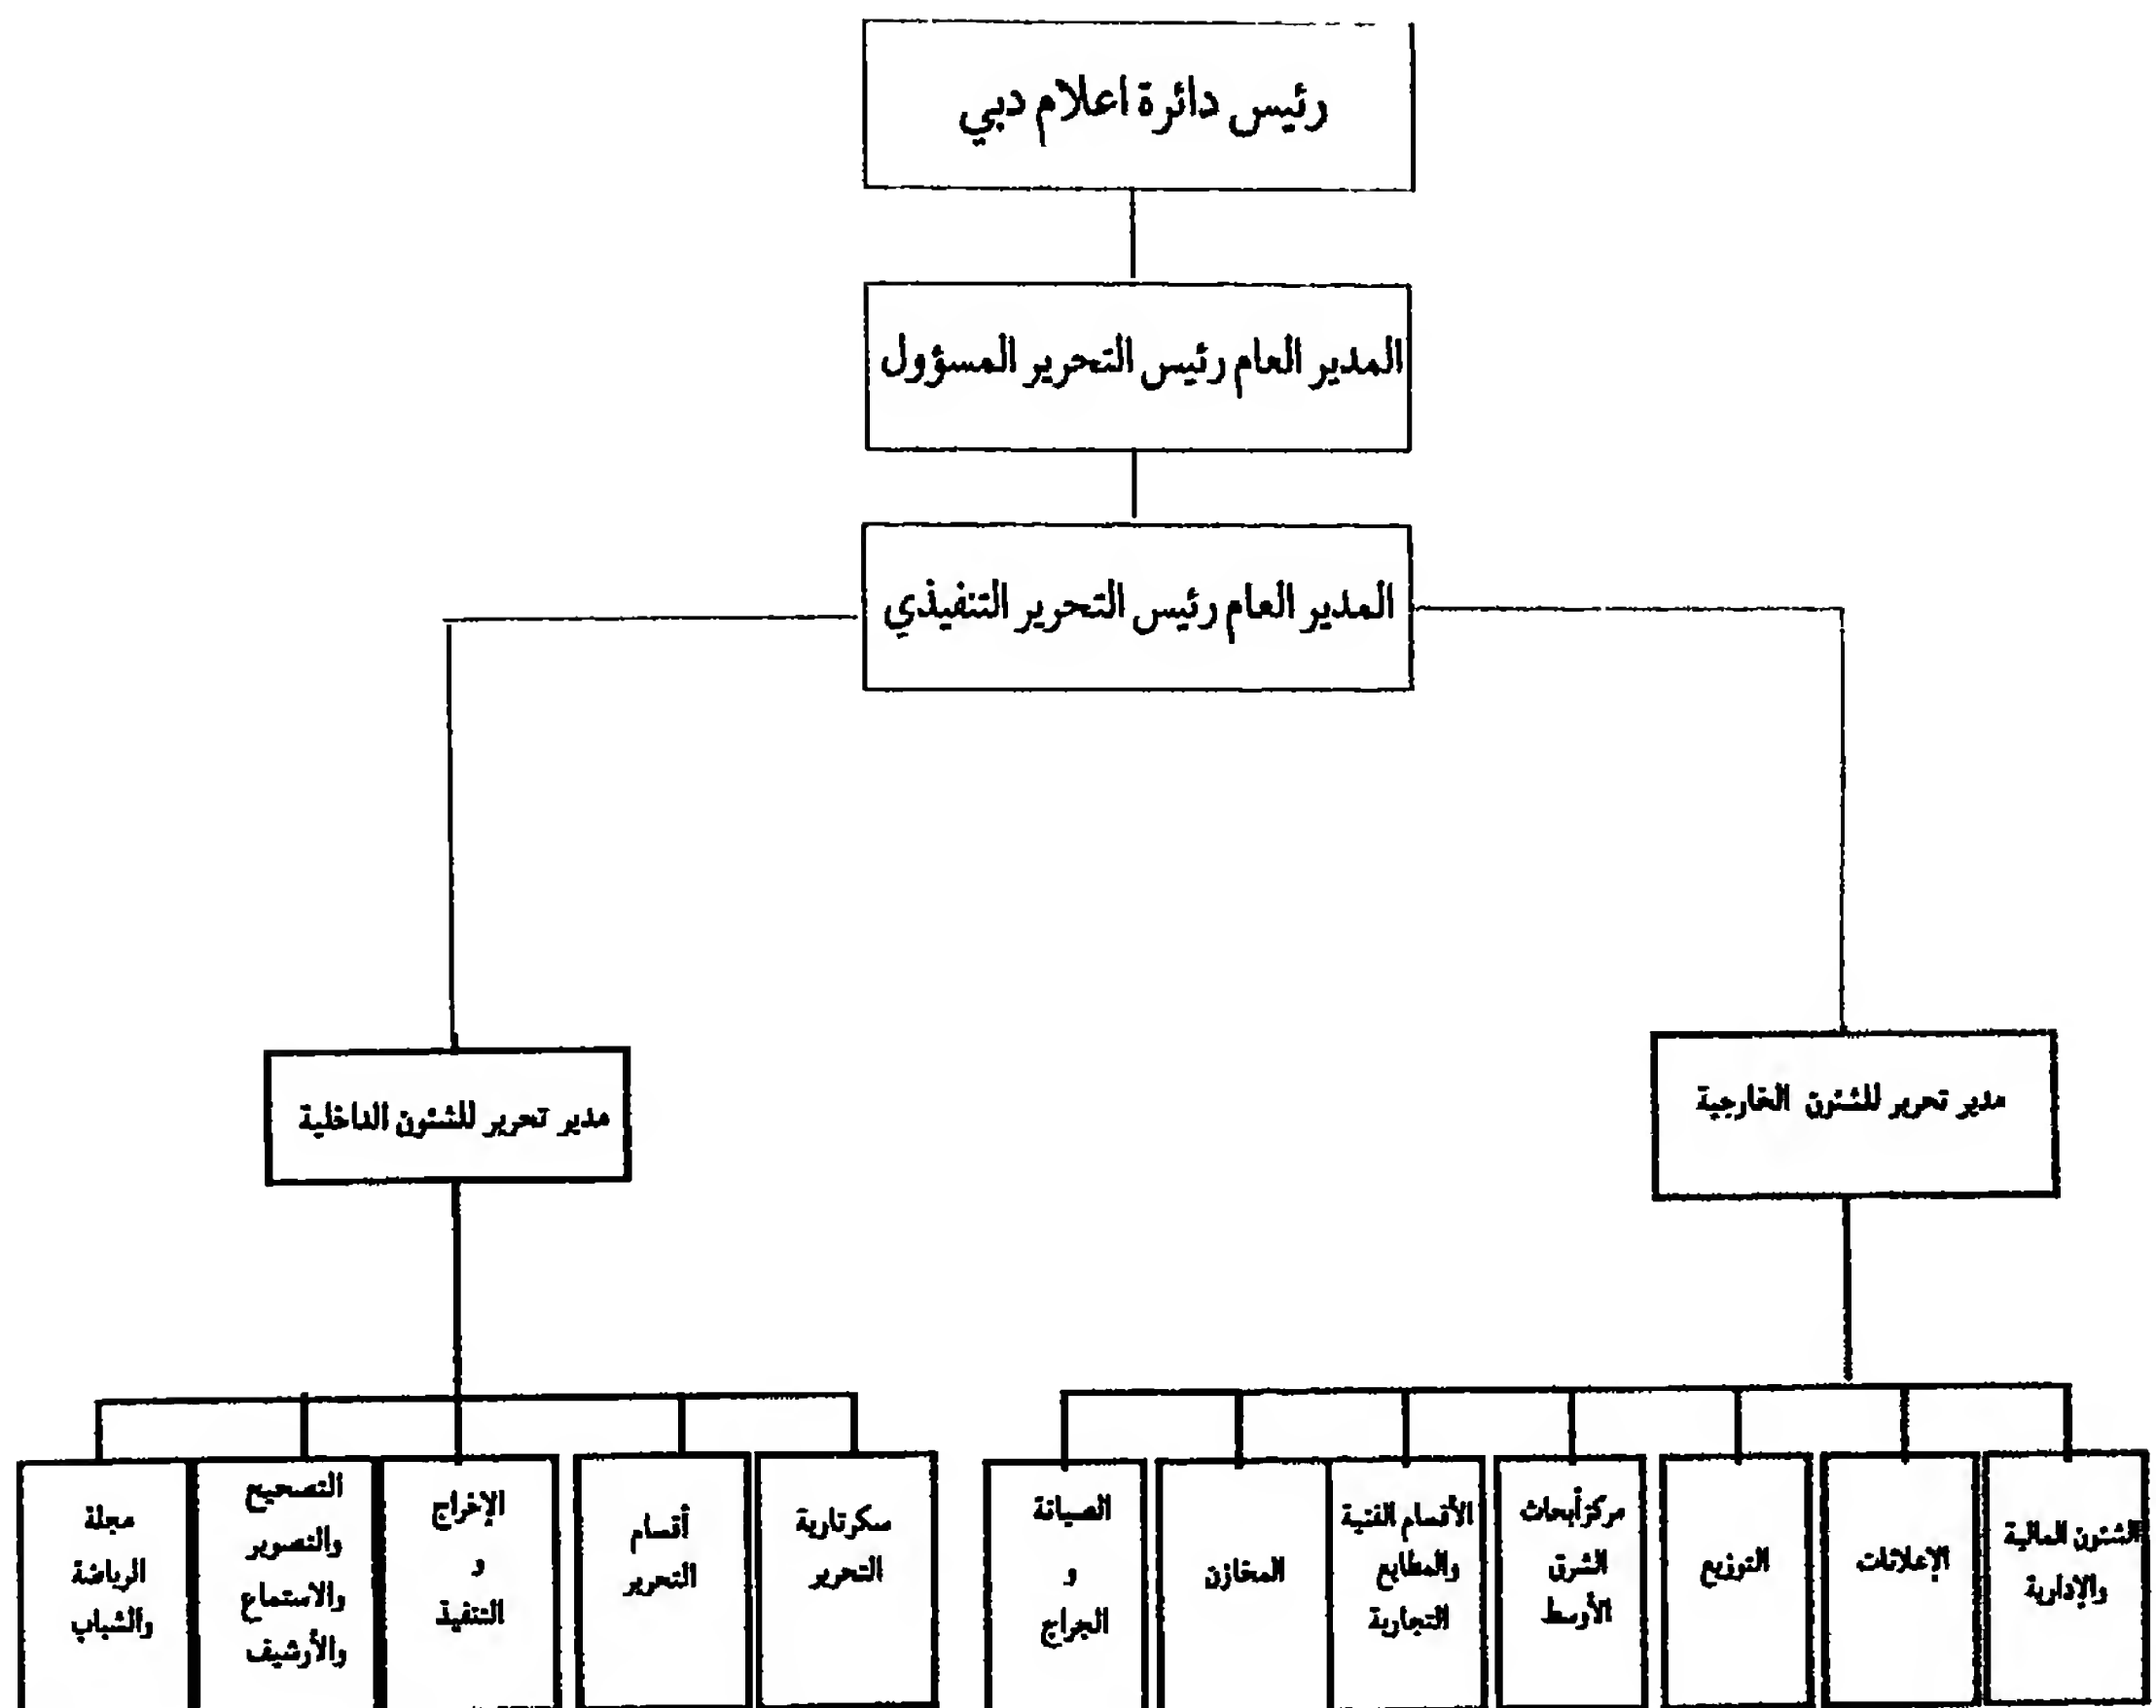 رئيس دائرة اعلام دبي
المدير العام رئيس التحرير المسؤول
المدير العام رئيس التحرير التنفيذي
مدير تحرير للشئون الخارجية
مدير تحرير للشئون الداخلية
الشئون المالية
والإدارية
الإعلانات
التوزيع
مركز أبحاث
الشرق
الأوسط
الأقسام الفنية
والمطابع
التجارية
المخازن
الصيانة
و
الجراج
سكرتارية
التحرير
أقسام
التحرير
الإخراج
و
التنفيذ
التصحيح
والتصوير
والاستماع
والأرشيف
مجلة
الرياضة
والشباب